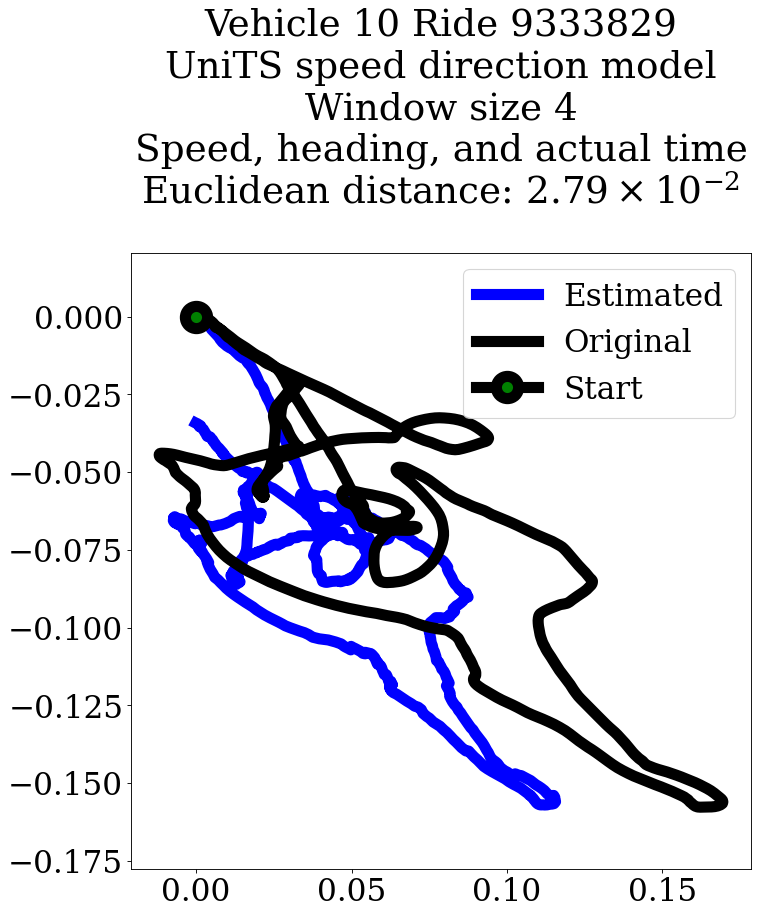 Vehicle 10 Ride 9333829
UniTS speed direction model
Window size 4
Speed, heading, and actual time
Euclidean distance: 2.79 × 10⁻²
Estimated
Original
Start
0.000
−0.025
−0.050
−0.075
−0.100
−0.125
−0.150
−0.175
0.00 0.05 0.10 0.15